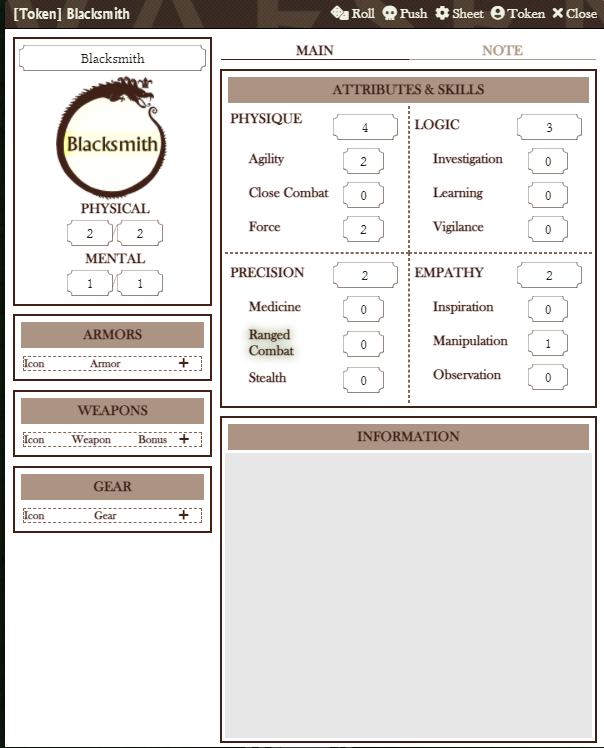 [Token] Blacksmith
Roll Push Sheet Token Close
Blacksmith
Blacksmith
PHYSICAL
2 / 2
MENTAL
1 / 1
ARMORS
Icon Armor +
WEAPONS
Icon Weapon Bonus +
GEAR
Icon Gear +
MAIN NOTE
ATTRIBUTES & SKILLS
PHYSIQUE 4
Agility 2
Close Combat 0
Force 2
LOGIC 3
Investigation 0
Learning 0
Vigilance 0
PRECISION 2
Medicine 0
Ranged
Combat 0
Stealth 0
EMPATHY 2
Inspiration 0
Manipulation 1
Observation 0
INFORMATION